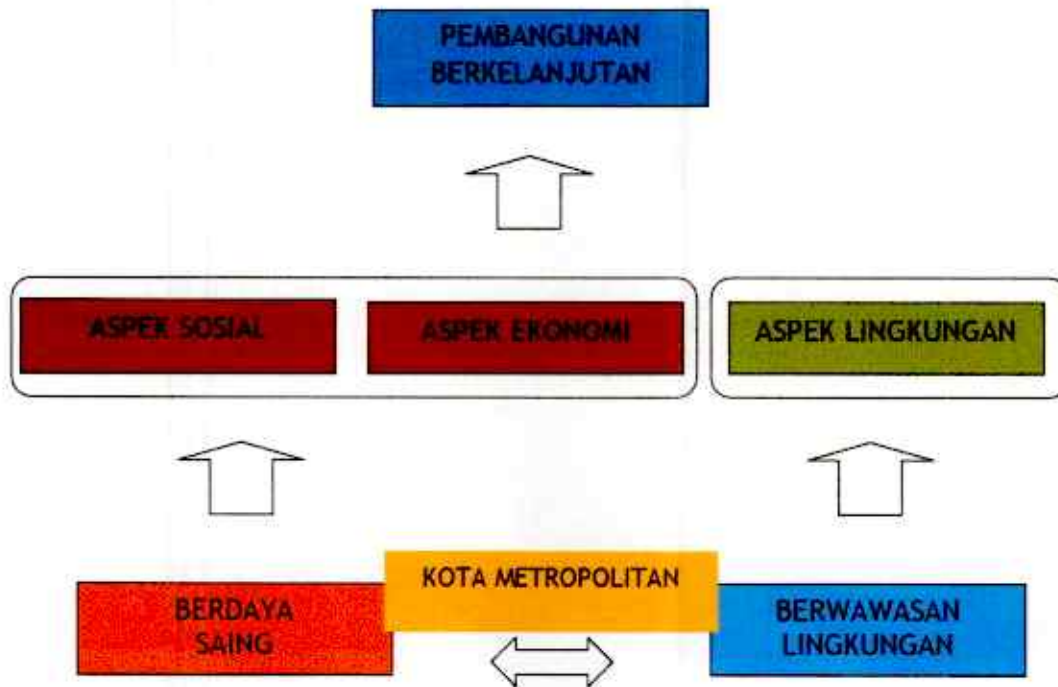 PEMBANGUNAN
BERKELANJUTAN
ASPEK SOSIAL
ASPEK EKONOMI
ASPEK LINGKUNGAN
KOTA METROPOLITAN
BERDAYA
SAING
BERWAWASAN
LINGKUNGAN